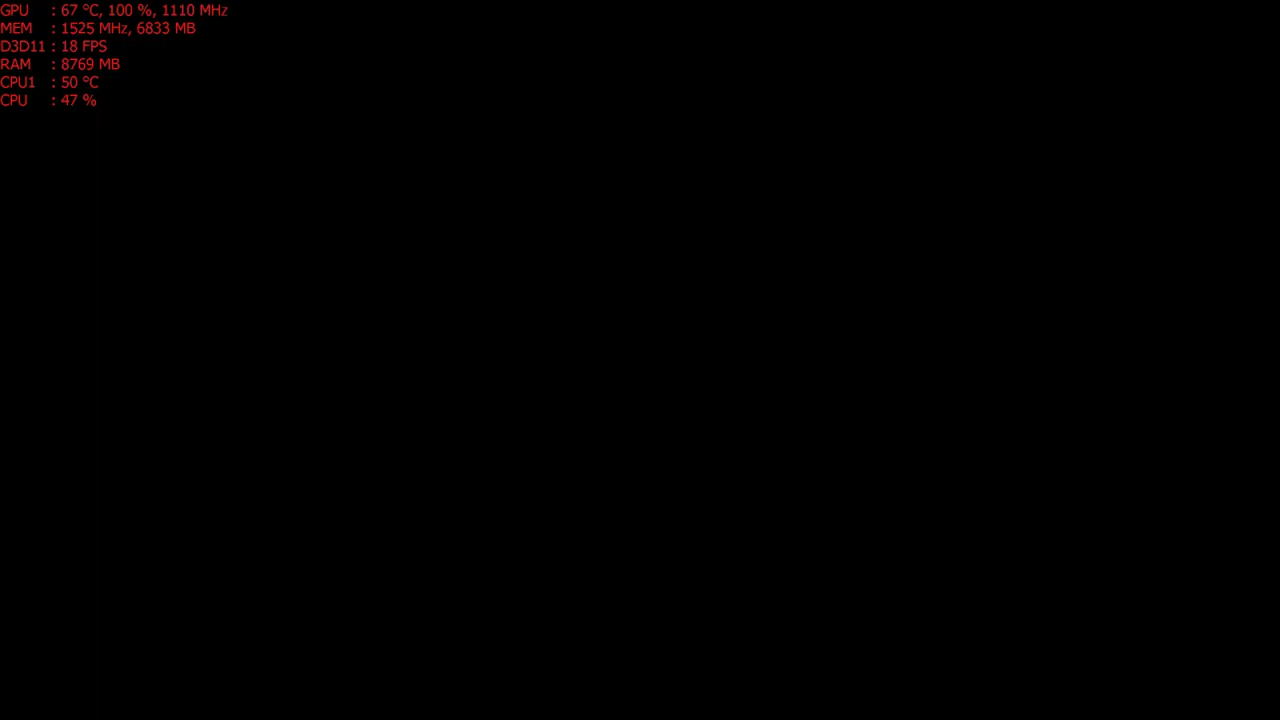 GPU : 67 °C, 100 %, 1110 MHz
MEM : 1525 MHz, 6833 MB
D3D11 : 18 FPS
RAM : 8769 MB
CPU1 : 50 °C
CPU : 47 %